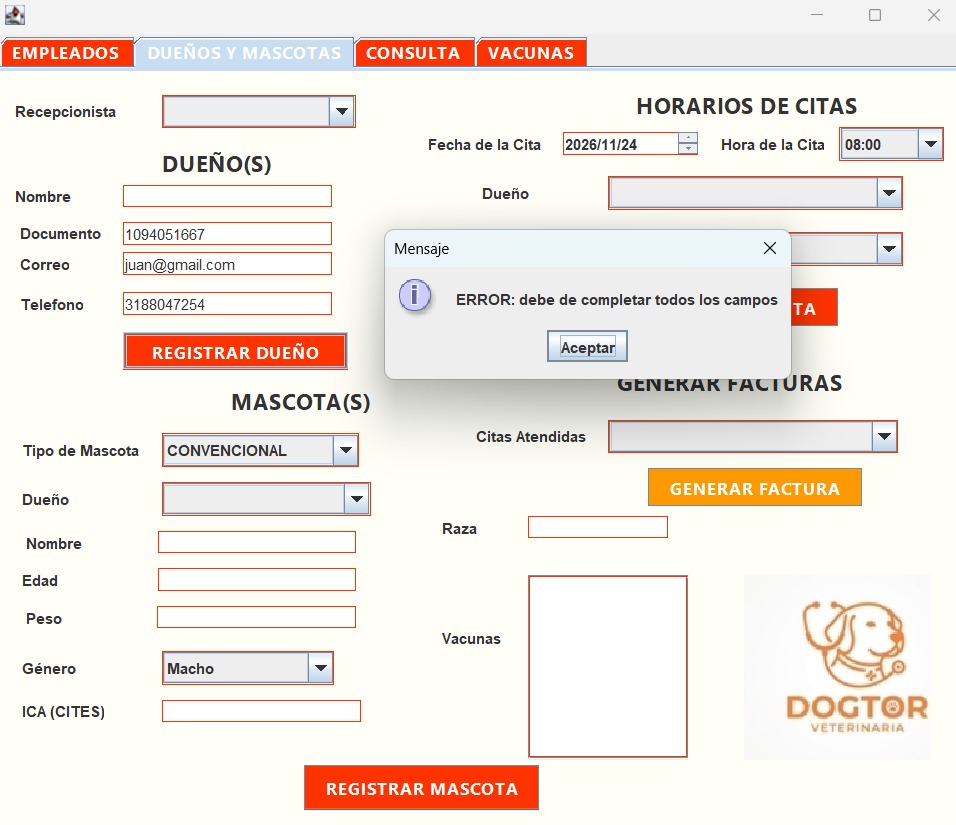 EMPLEADOS
DUEÑOS Y MASCOTAS
CONSULTA
VACUNAS
Recepcionista
DUEÑO(S)
Nombre
Documento
1094051667
Correo
juan@gmail.com
Telefono
3188047254
REGISTRAR DUEÑO
HORARIOS DE CITAS
Fecha de la Cita
2026/11/24
Hora de la Cita
08:00
Dueño
TA
Mensaje
ERROR: debe de completar todos los campos
Aceptar
GENERAR FACTURAS
Citas Atendidas
GENERAR FACTURA
MASCOTA(S)
Tipo de Mascota
CONVENCIONAL
Dueño
Nombre
Edad
Peso
Género
Macho
ICA (CITES)
Raza
Vacunas
REGISTRAR MASCOTA
DOGTOR
VETERINARIA